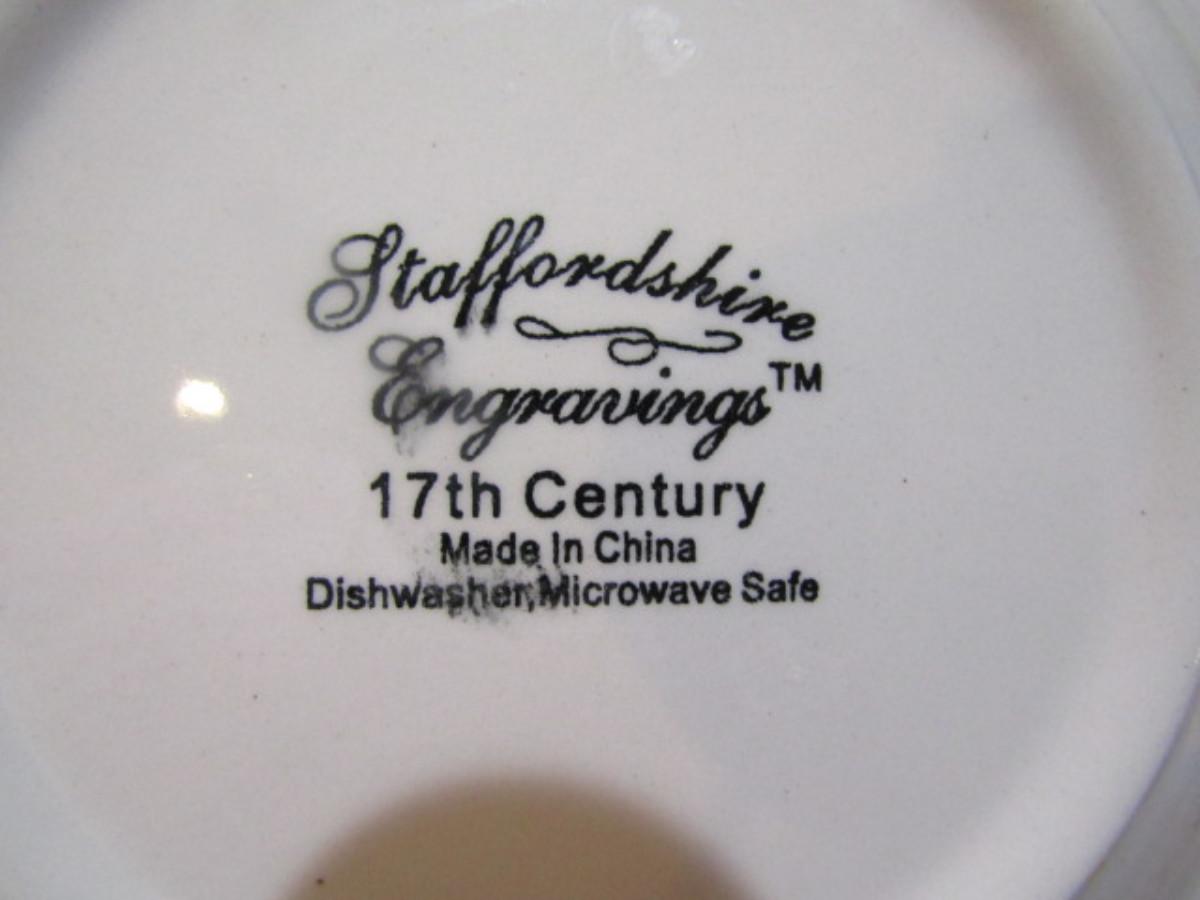 Staffordshire
Engravings™
17th Century
Made In China
Dishwasher,Microwave Safe